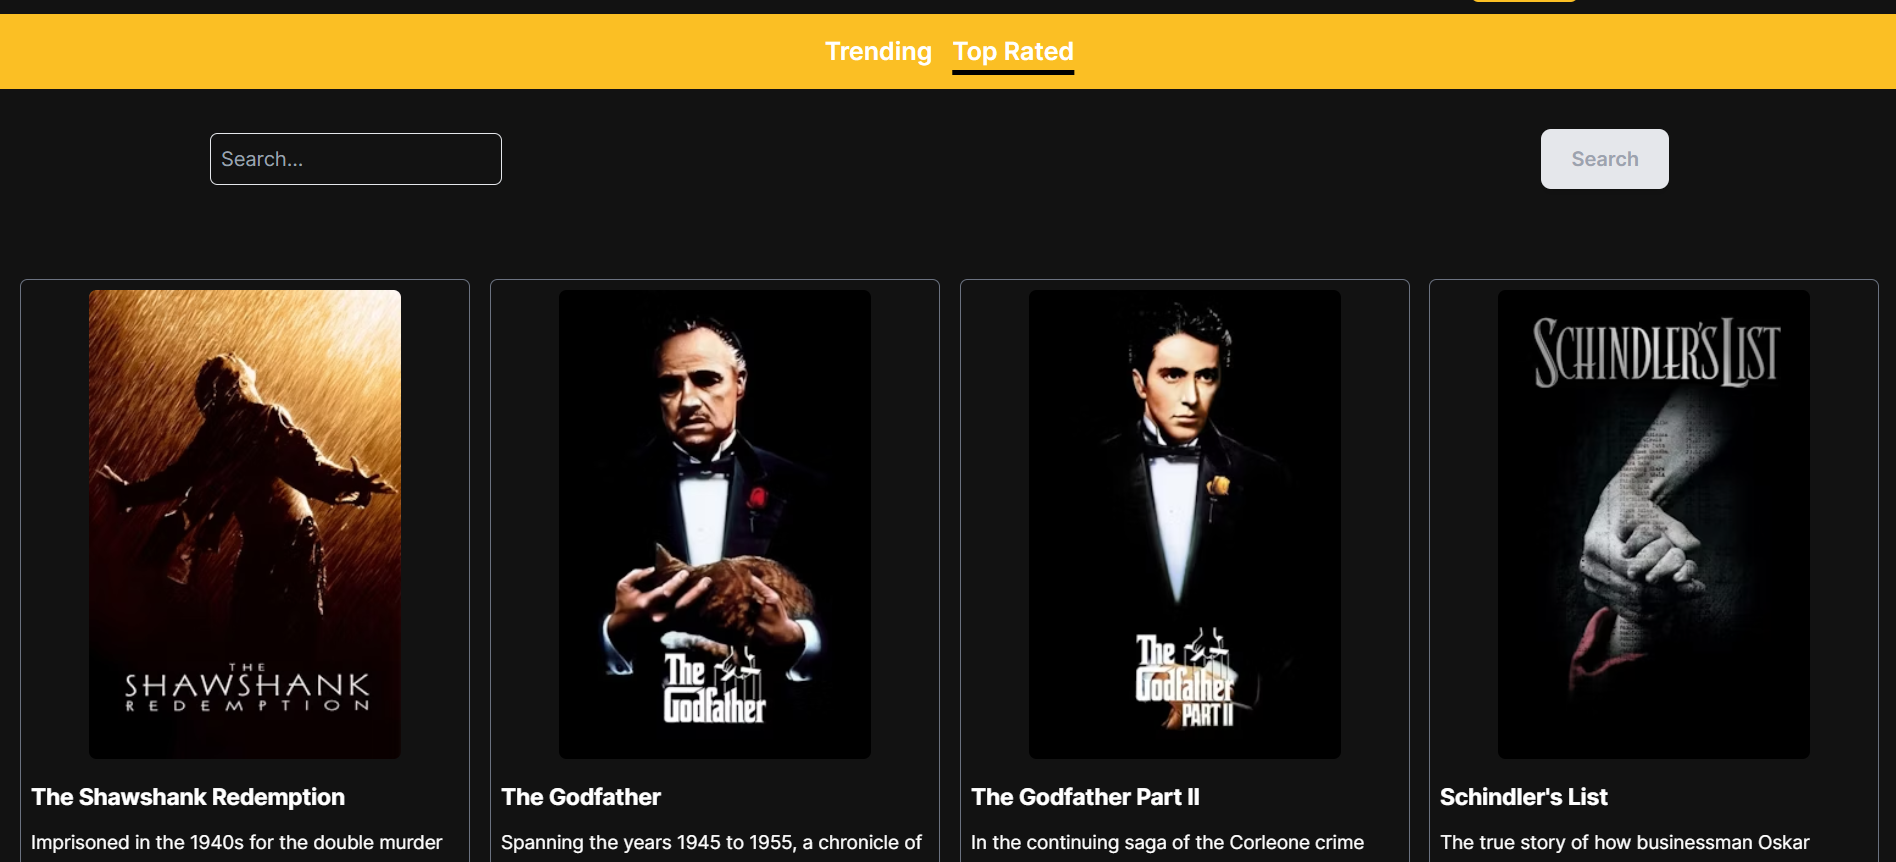 Trending Top Rated
Search...
Search
THE
SHAWSHANK
REDEMPTION
The Godfather
The Godfather
PART II
SCHINDLER'S LIST
The Shawshank Redemption
Imprisoned in the 1940s for the double murder
The Godfather
Spanning the years 1945 to 1955, a chronicle of
The Godfather Part II
In the continuing saga of the Corleone crime
Schindler's List
The true story of how businessman Oskar